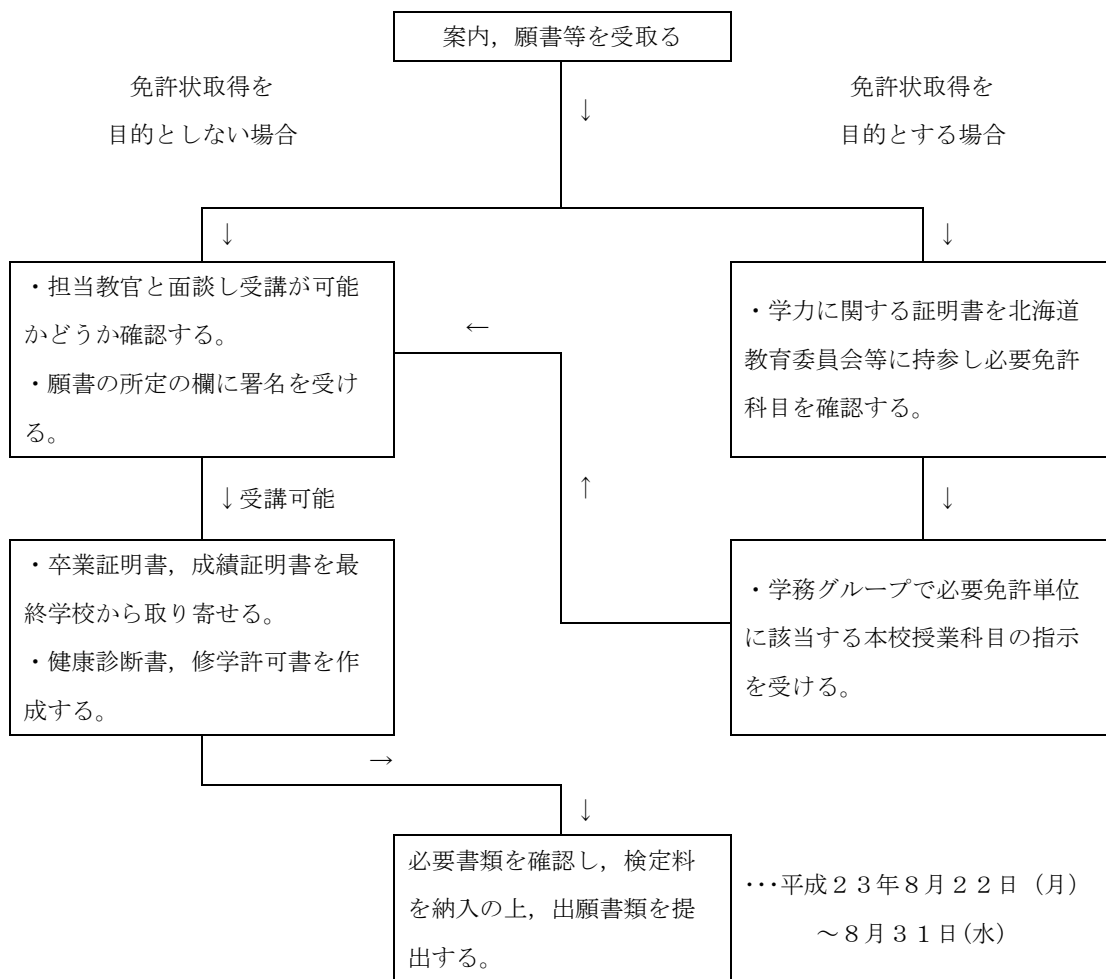 案内，願書等を受取る
免許状取得を
目的としない場合
↓
免許状取得を
目的とする場合
↓
↓
・担当教官と面談し受講が可能
かどうか確認する。
・願書の所定の欄に署名を受け
る。
←
・学力に関する証明書を北海道
教育委員会等に持参し必要免許
科目を確認する。
↓受講可能
↑
↓
・卒業証明書，成績証明書を最
終学校から取り寄せる。
・健康診断書，修学許可書を作
成する。
・学務グループで必要免許単位
に該当する本校授業科目の指示
を受ける。
→
↓
必要書類を確認し，検定料
を納入の上，出願書類を提
出する。
･･･平成２３年８月２２日（月）
～８月３１日(水)